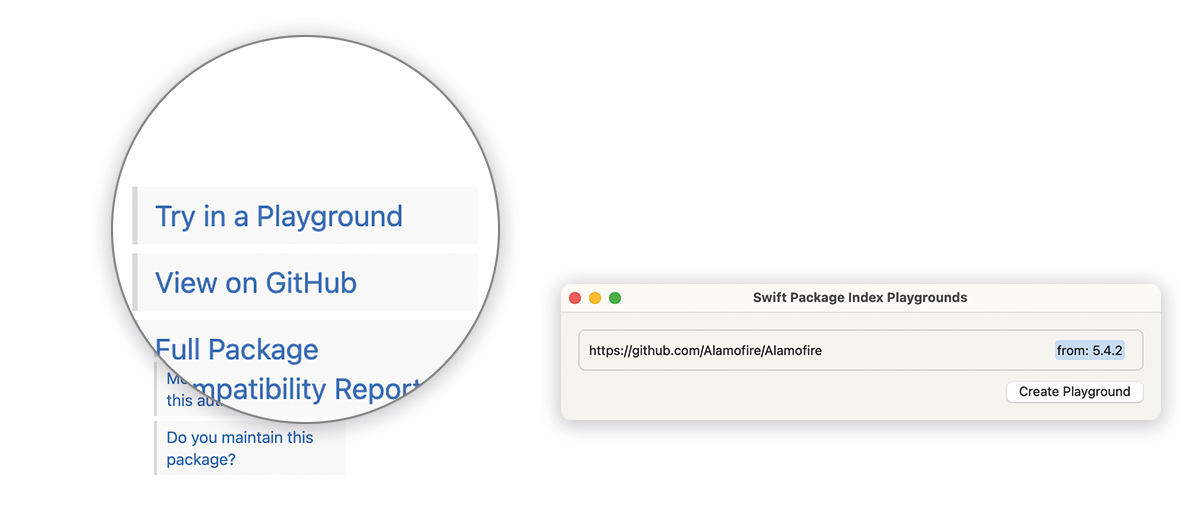 Try in a Playground
View on GitHub
Full Package
mpatibility Report
this
Do you maintain this
package?
Swift Package Index Playgrounds
https://github.com/Alamofire/Alamofire
from: 5.4.2
Create Playground